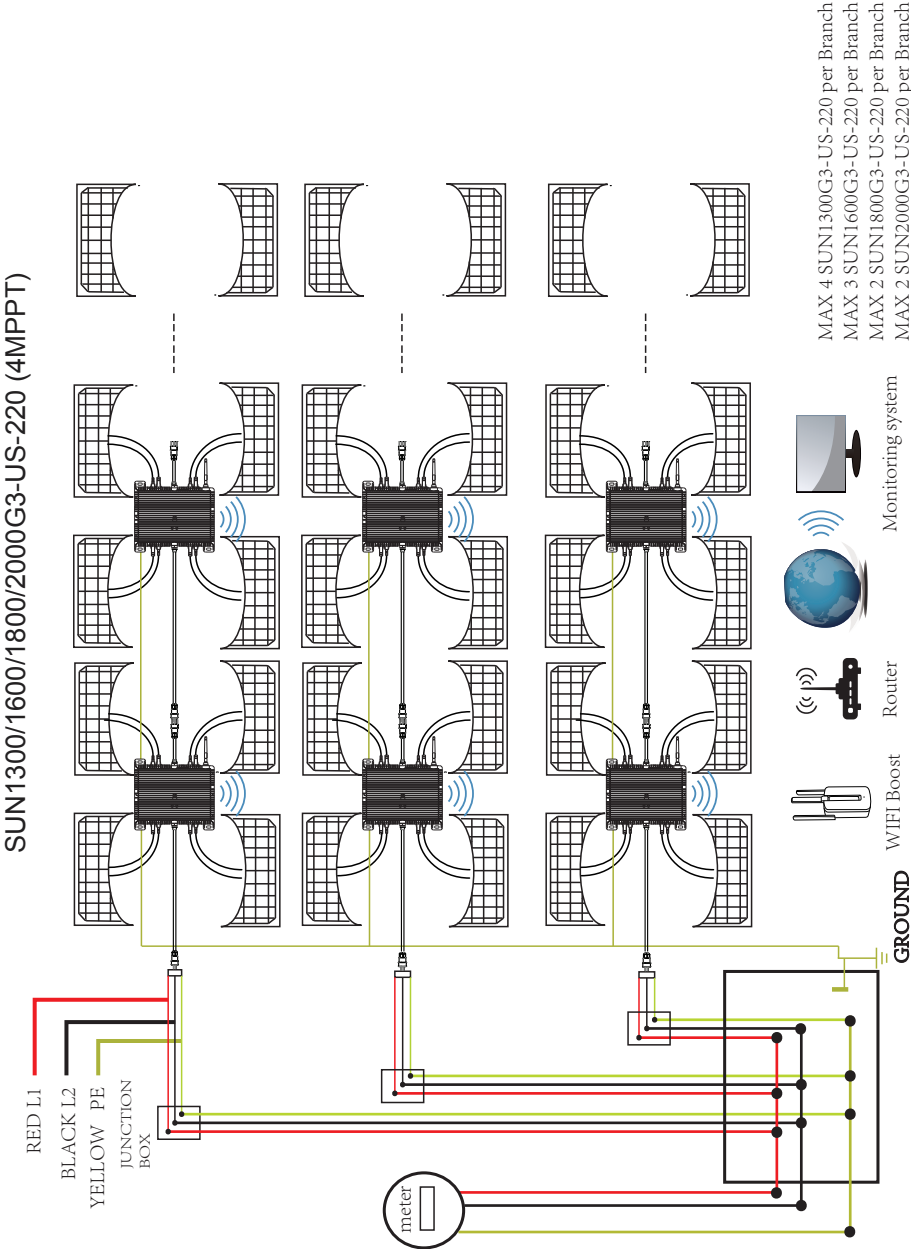 SUN1300/1600/1800/2000G3-US-220 (4MPPT)
RED L1
BLACK L2
YELLOW PE
JUNCTION
BOX
meter
GROUND
WIFI Boost
Router
Monitoring system
MAX 4 SUN1300G3-US-220 per Branch
MAX 3 SUN1600G3-US-220 per Branch
MAX 2 SUN1800G3-US-220 per Branch
MAX 2 SUN2000G3-US-220 per Branch